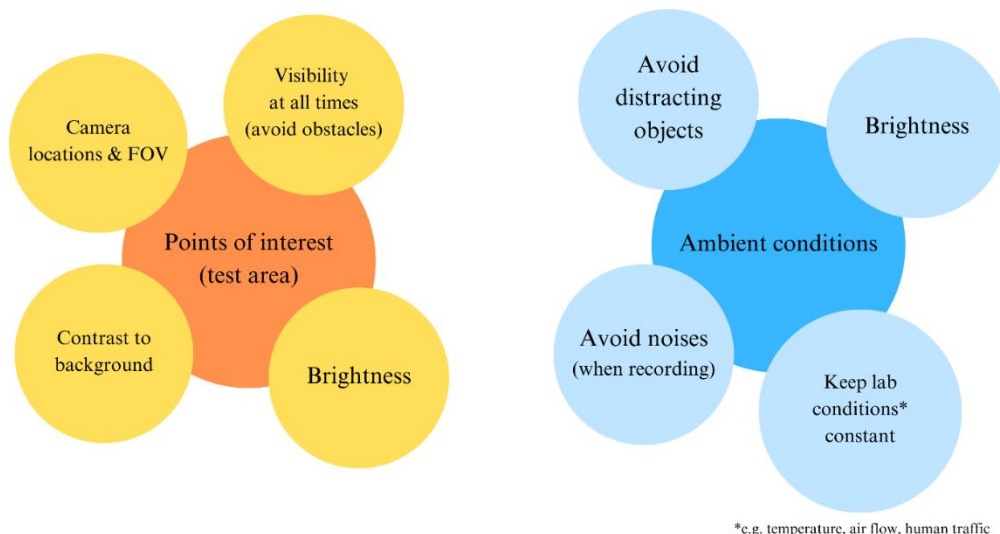 Camera
locations & FOV
Visibility
at all times
(avoid obstacles)
Points of interest
(test area)
Contrast to
background
Brightness
Avoid
distracting
objects
Brightness
Ambient conditions
Avoid noises
(when recording)
Keep lab
conditions*
constant
*e.g. temperature, air flow, human traffic